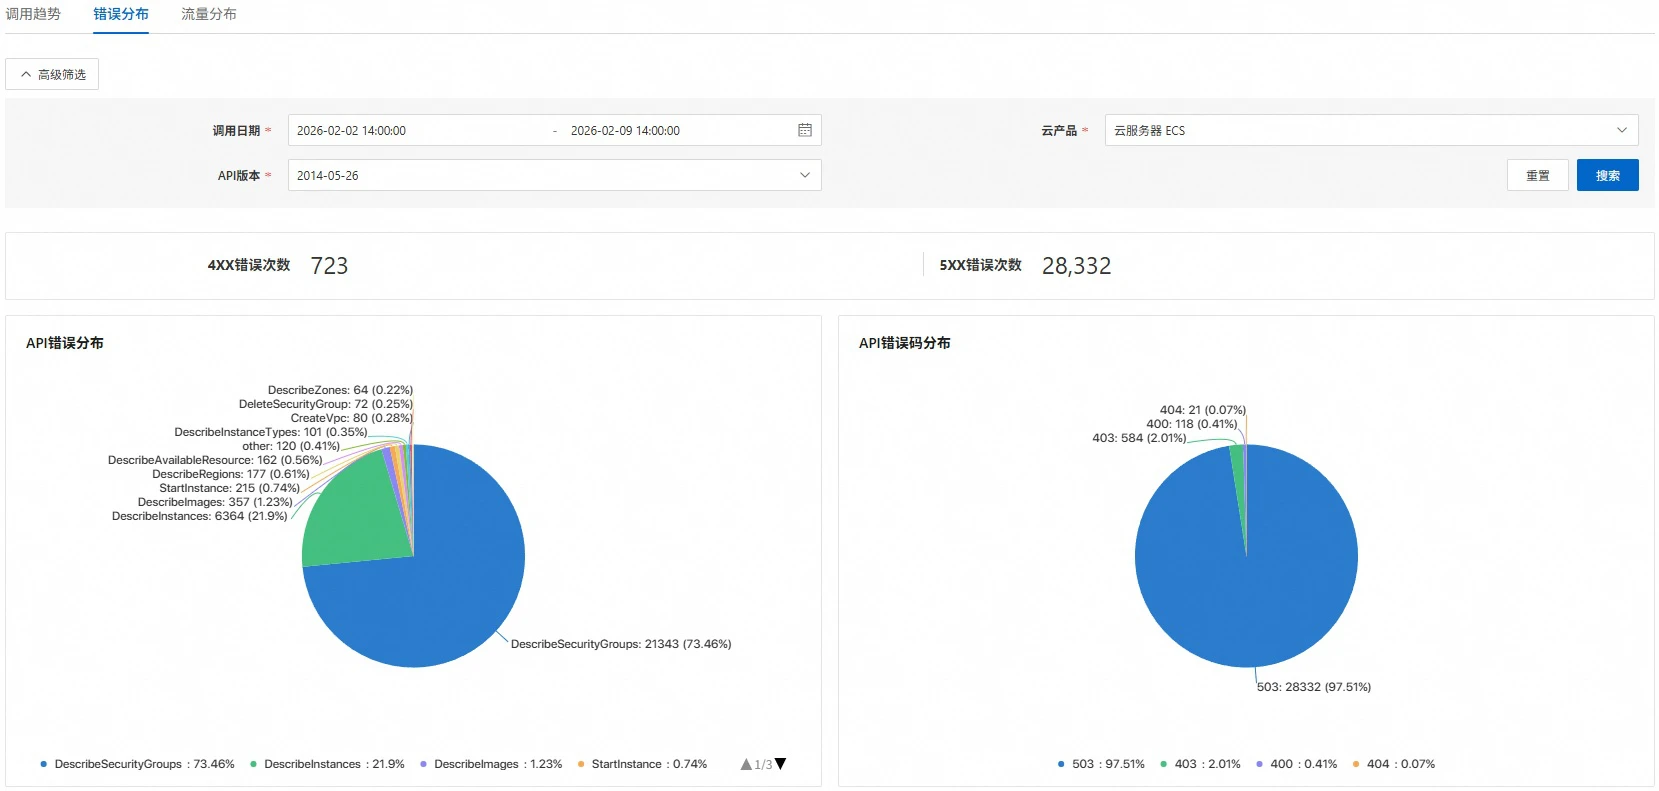 调用趋势 错误分布 流量分布
高级筛选
调用日期 * 2026-02-02 14:00:00 - 2026-02-09 14:00:00 云产品 * 云服务器 ECS
API版本 * 2014-05-26 重置 搜索
4XX错误次数 723 5XX错误次数 28,332
API错误分布
DescribeZones: 64 (0.22%)
DeleteSecurityGroup: 72 (0.25%)
CreateVpc: 80 (0.28%)
DescribeInstanceTypes: 101 (0.35%)
other: 120 (0.41%)
DescribeAvailableResource: 162 (0.56%)
DescribeRegions: 177 (0.61%)
StartInstance: 215 (0.74%)
DescribeImages: 357 (1.23%)
DescribeInstances: 6364 (21.9%)
DescribeSecurityGroups: 21343 (73.46%)
DescribeSecurityGroups : 73.46% DescribeInstances : 21.9% DescribeImages : 1.23% StartInstance : 0.74% 1/3
API错误码分布
404: 21 (0.07%)
400: 118 (0.41%)
403: 584 (2.01%)
503: 28332 (97.51%)
503 : 97.51% 403 : 2.01% 400 : 0.41% 404 : 0.07%